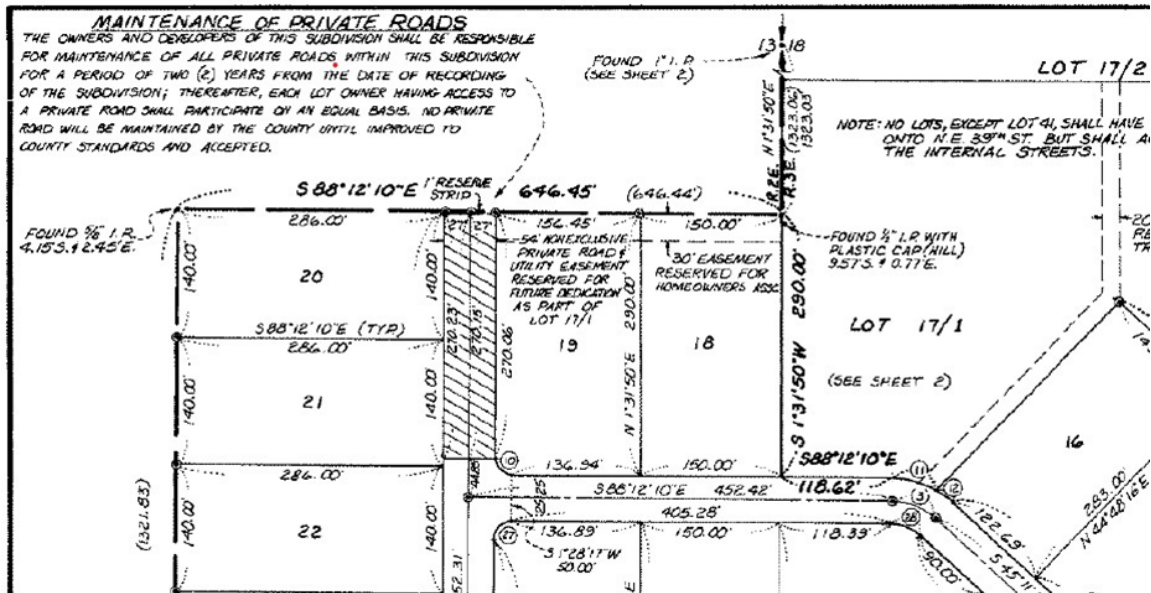 MAINTENANCE OF PRIVATE ROADS
THE OWNERS AND DEVELOPERS OF THIS SUBDIVISION SHALL BE RESPONSIBLE
FOR MAINTENANCE OF ALL PRIVATE ROADS WITHIN THIS SUBDIVISION
FOR A PERIOD OF TWO (2) YEARS FROM THE DATE OF RECORDING
OF THE SUBDIVISION; THEREAFTER, EACH LOT OWNER HAVING ACCESS TO
A PRIVATE ROAD SHALL PARTICIPATE ON AN EQUAL BASIS. NO PRIVATE
ROAD WILL BE MAINTAINED BY THE COUNTY UNTIL IMPROVED TO
COUNTY STANDARDS AND ACCEPTED.
13 18
FOUND 1" I.P.
(SEE SHEET 2)
LOT 17/2
R.2E. N 1°31'50"E
R.3E. (1323.06)
1323.03'
NOTE: NO LOTS, EXCEPT LOT 41, SHALL HAVE
ONTO N.E. 39TH ST. BUT SHALL
THE INTERNAL STREETS.
S 88°12'10"E
1' RESERVE
STRIP
646.45'
(646.44')
FOUND 5/8" I.R.
4.15'S. & 2.45'E.
286.00'
27'
27'
156.45'
150.00'
FOUND 1/2" I.P. WITH
PLASTIC CAP (HILL)
9.57'S. & 0.77'E.
54' NONEXCLUSIVE
PRIVATE ROAD &
UTILITY EASEMENT
RESERVED FOR
FUTURE DEDICATION
AS PART OF
LOT 17/1
30' EASEMENT
RESERVED FOR
HOMEOWNERS ASSC.
140.00'
20
140.00'
270.23'
270.15'
270.06'
290.00'
N 1°31'50"E
S 1°31'50"W 290.00'
S 88°12'10"E (TYP.)
286.00'
19
18
LOT 17/1
(SEE SHEET 2)
140.00'
21
140.00'
16
286.00'
10
136.94'
150.00'
S88°12'10"E
118.62'
11
12
44.85'
S 88°12'10"E 452.42'
3
25'
25'
405.28'
28
283.00'
N 44°48'16"E
(1321.83)
140.00'
22
140.00'
27
136.89'
150.00'
118.39'
122.69'
S 1°28'17"W
50.00'
52.31
90.00'
S 45°11'
E